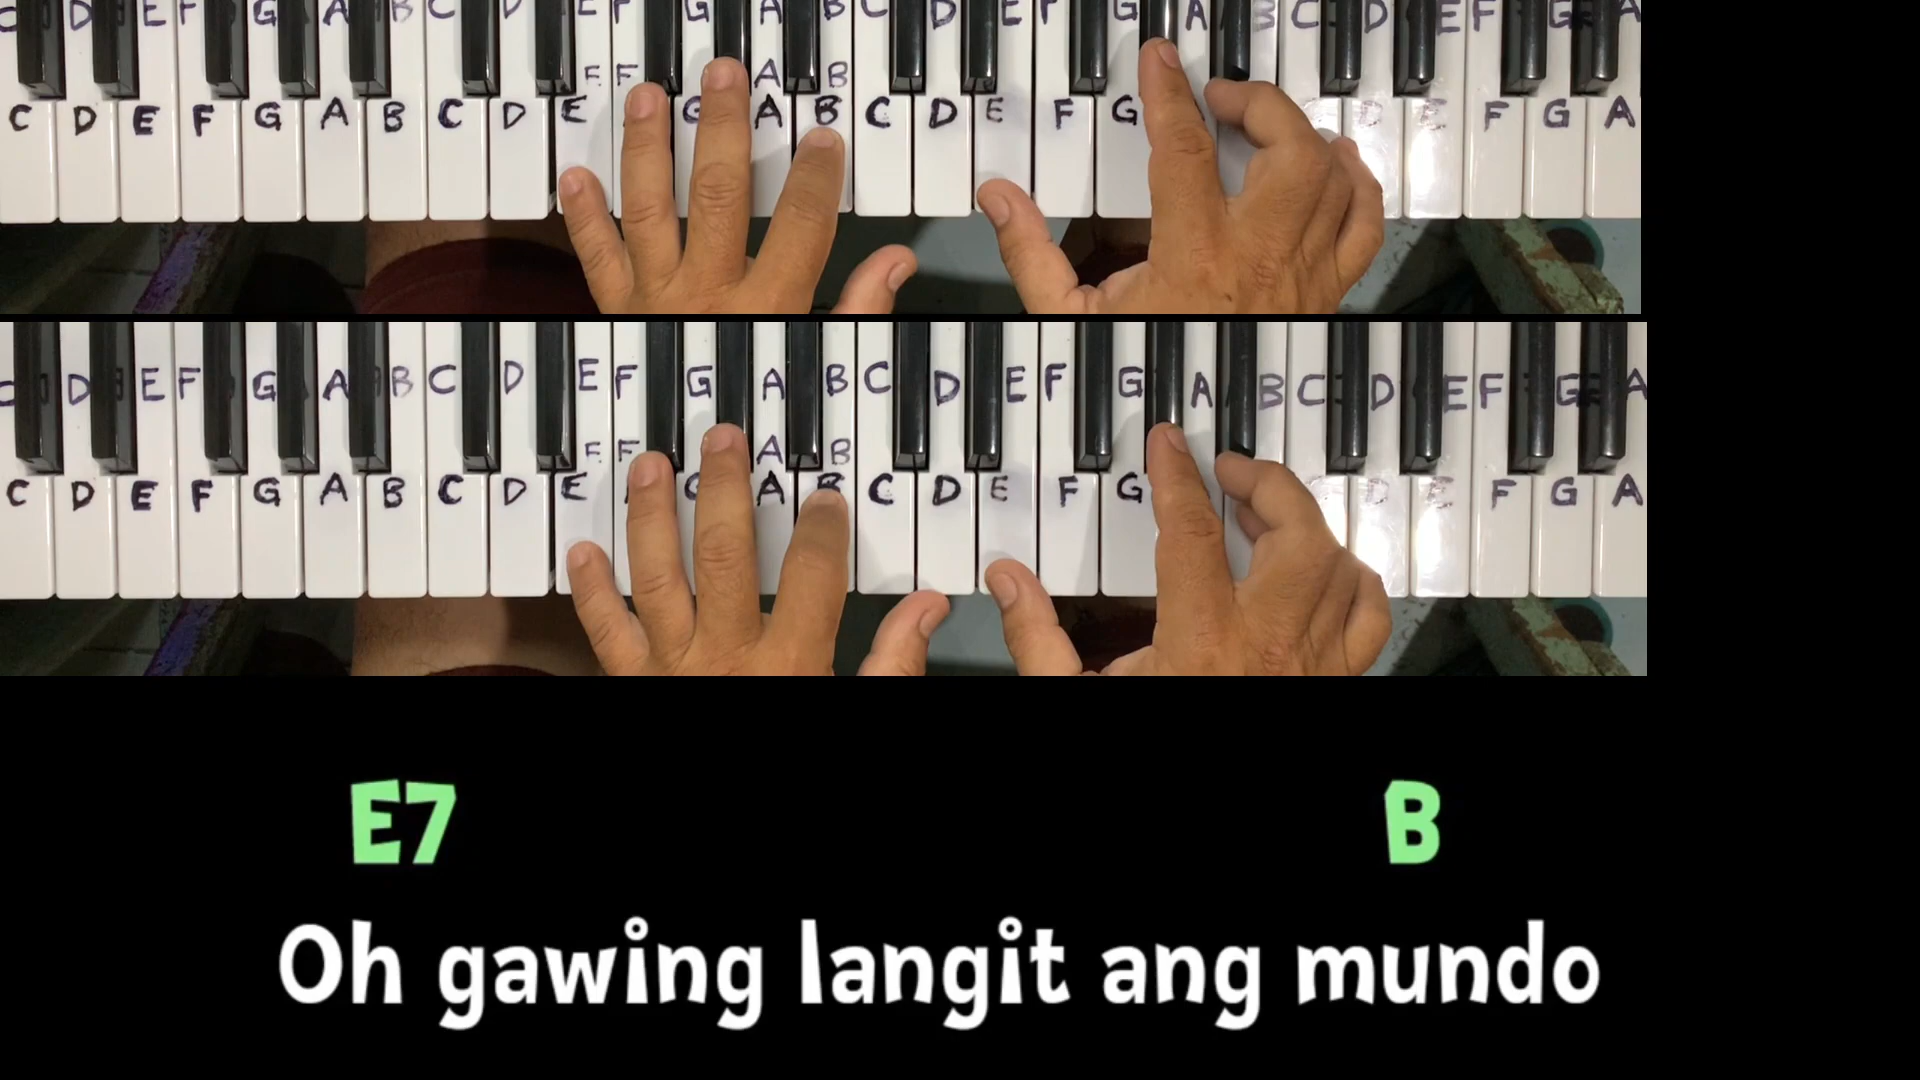 C D E F G A B C D E F G A B C D E F G A B C D E F G A
E F A B
C D E F G A B C D E G A B C D E F G D E F G A
C D E F G A B C D E F G A B C D E F G A B C D E F G A
E F A B
C D E F G A B C D E A B C D E F G D E F G A
E7 B
Oh gawing langit ang mundo